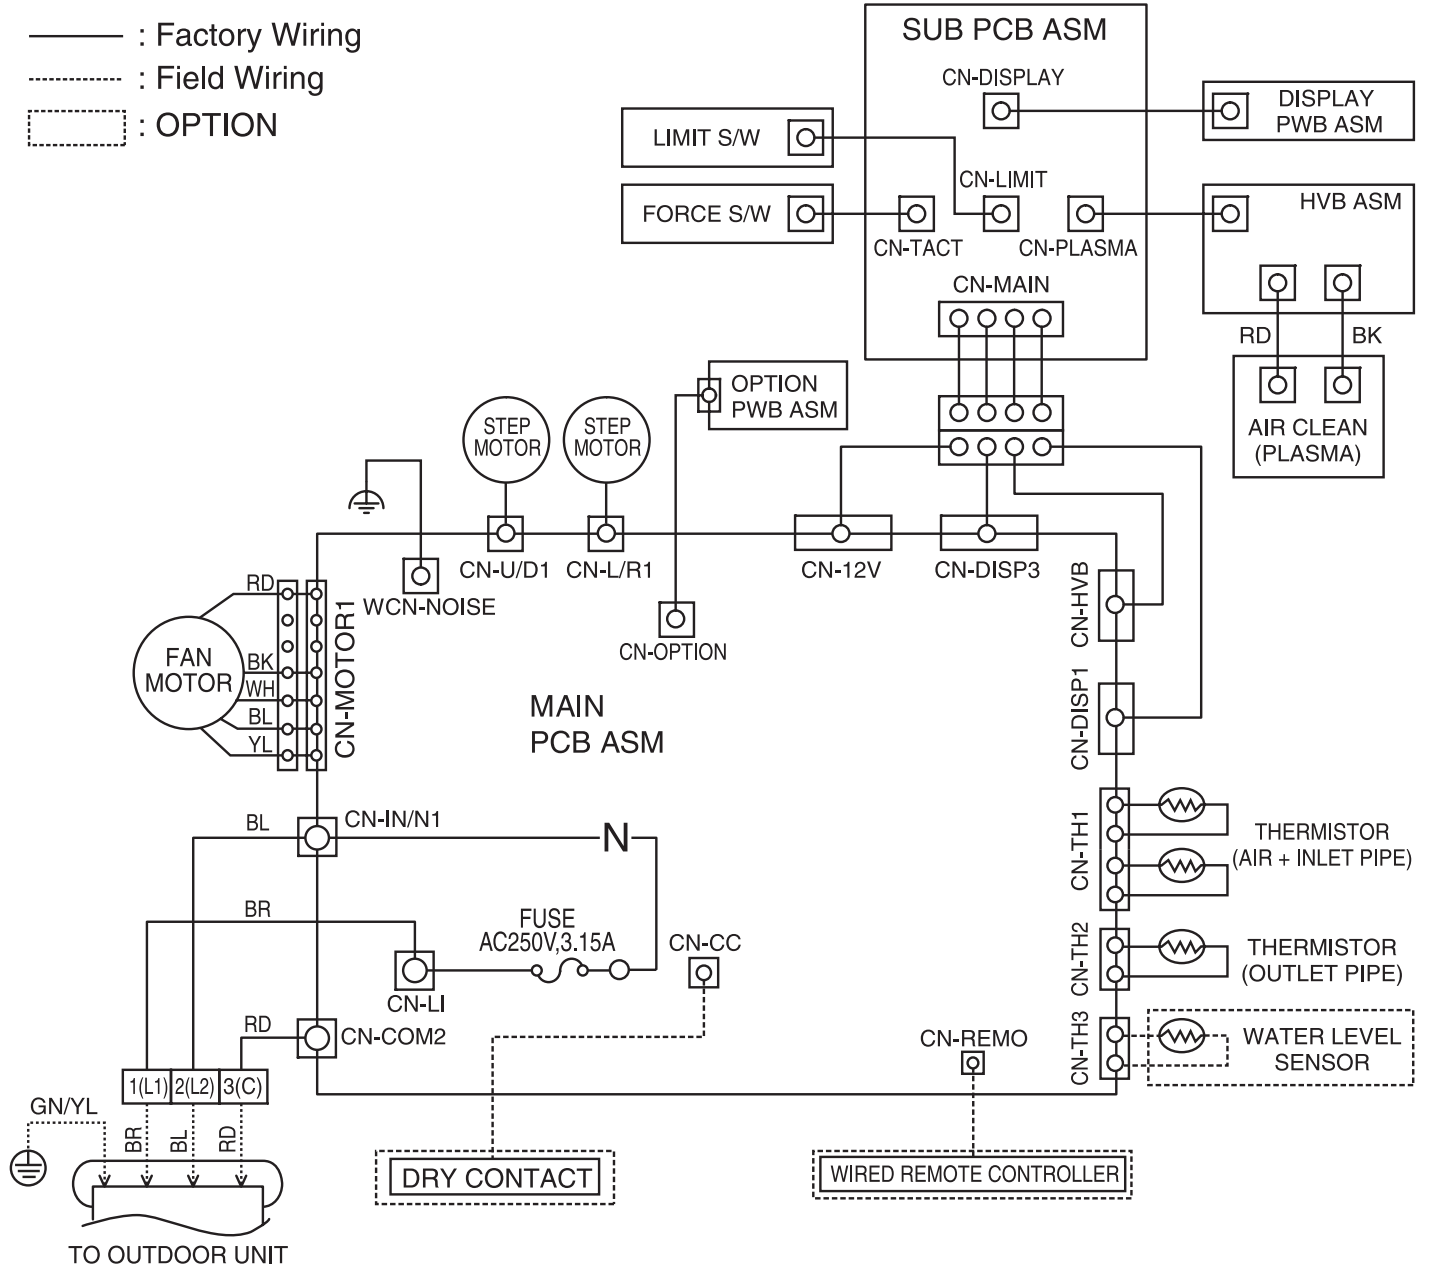 : Factory Wiring
: Field Wiring
: OPTION
SUB PCB ASM
CN-DISPLAY
DISPLAY
PWB ASM
LIMIT S/W
CN-LIMIT
FORCE S/W
CN-TACT
CN-PLASMA
HVB ASM
CN-MAIN
RD
BK
AIR CLEAN
(PLASMA)
OPTION
PWB ASM
STEP
MOTOR
STEP
MOTOR
CN-U/D1
CN-L/R1
CN-12V
CN-DISP3
WCN-NOISE
CN-OPTION
CN-HVB
CN-DISP1
RD
BK
WH
BL
YL
FAN
MOTOR
CN-MOTOR1
MAIN
PCB ASM
CN-TH1
THERMISTOR
(AIR + INLET PIPE)
BL
CN-IN/N1
N
BR
FUSE
AC250V,3.15A
CN-CC
CN-LI
CN-TH2
THERMISTOR
(OUTLET PIPE)
RD
CN-COM2
CN-REMO
CN-TH3
WATER LEVEL
SENSOR
1(L1)
2(L2)
3(C)
GN/YL
BR
BL
RD
DRY CONTACT
WIRED REMOTE CONTROLLER
TO OUTDOOR UNIT